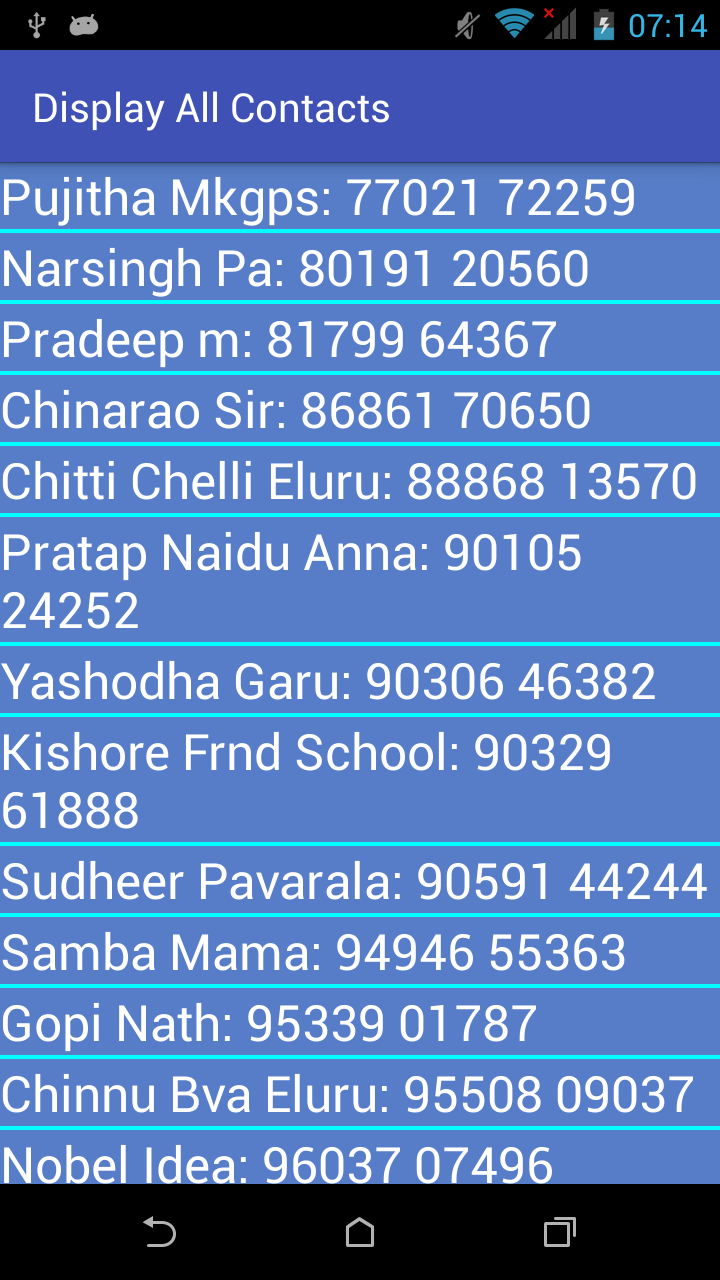 07:14
Display All Contacts
Pujitha Mkgps: 77021 72259
Narsingh Pa: 80191 20560
Pradeep m: 81799 64367
Chinarao Sir: 86861 70650
Chitti Chelli Eluru: 88868 13570
Pratap Naidu Anna: 90105
24252
Yashodha Garu: 90306 46382
Kishore Frnd School: 90329
61888
Sudheer Pavarala: 90591 44244
Samba Mama: 94946 55363
Gopi Nath: 95339 01787
Chinnu Bva Eluru: 95508 09037
Nobel Idea: 96037 07496